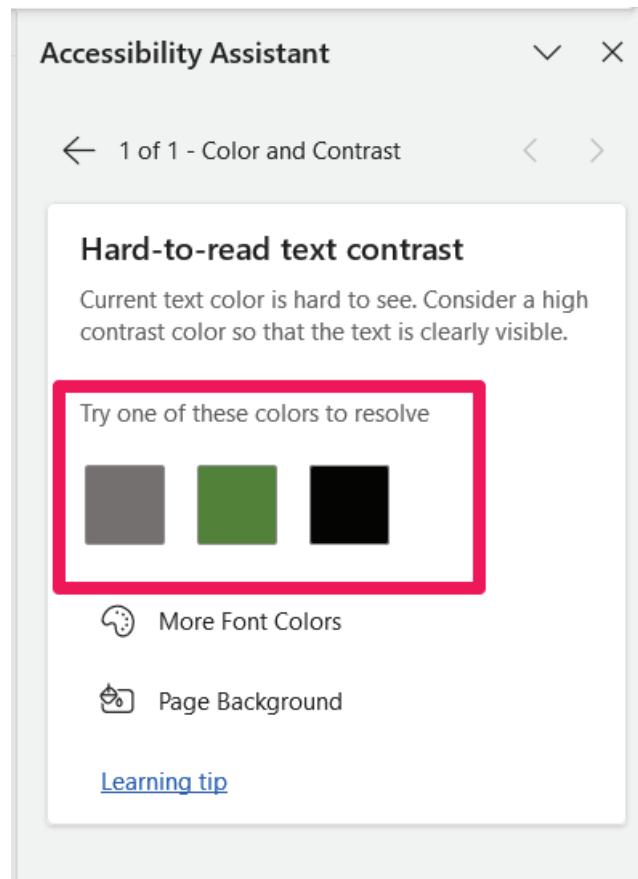 Accessibility Assistant
1 of 1 - Color and Contrast
Hard-to-read text contrast
Current text color is hard to see. Consider a high
contrast color so that the text is clearly visible.
Try one of these colors to resolve
More Font Colors
Page Background
Learning tip